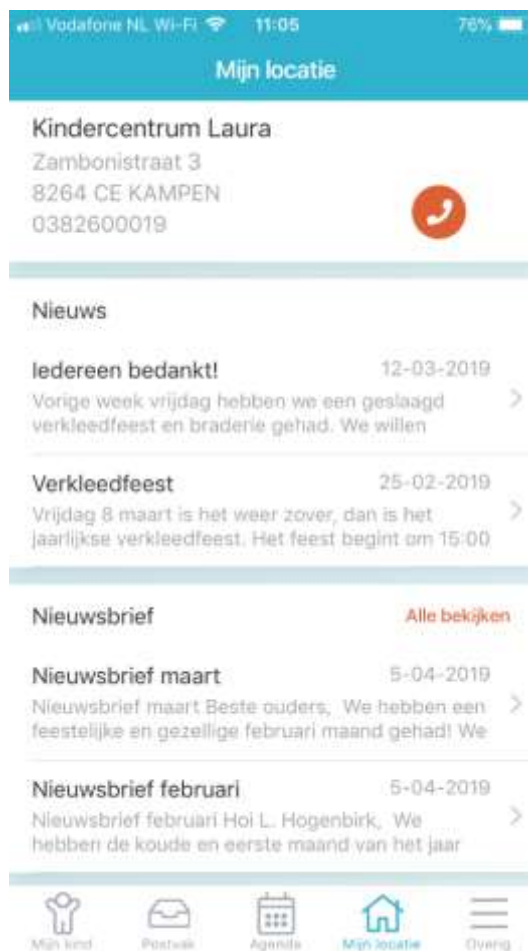 Vodafone NL Wi-Fi 11:05 76%
Mijn locatie
Kindercentrum Laura
Zambonistraat 3
8264 CE KAMPEN
0382600019
Nieuws
Iedereen bedankt! 12-03-2019
Vorige week vrijdag hebben we een geslaagd
verkleedfeest en braderie gehad. We willen
Verkleedfeest 25-02-2019
Vrijdag 8 maart is het weer zover, dan is het
jaarlijkse verkleedfeest. Het feest begint om 15:00
Nieuwsbrief Alle bekijken
Nieuwsbrief maart 5-04-2019
Nieuwsbrief maart Beste ouders, We hebben een
feestelijke en gezellige februari maand gehad! We
Nieuwsbrief februari 5-04-2019
Nieuwsbrief februari Hoi L. Hogenbirk, We
hebben de koude en eerste maand van het jaar
Mijn kind Postvak Agenda Mijn locatie Overig